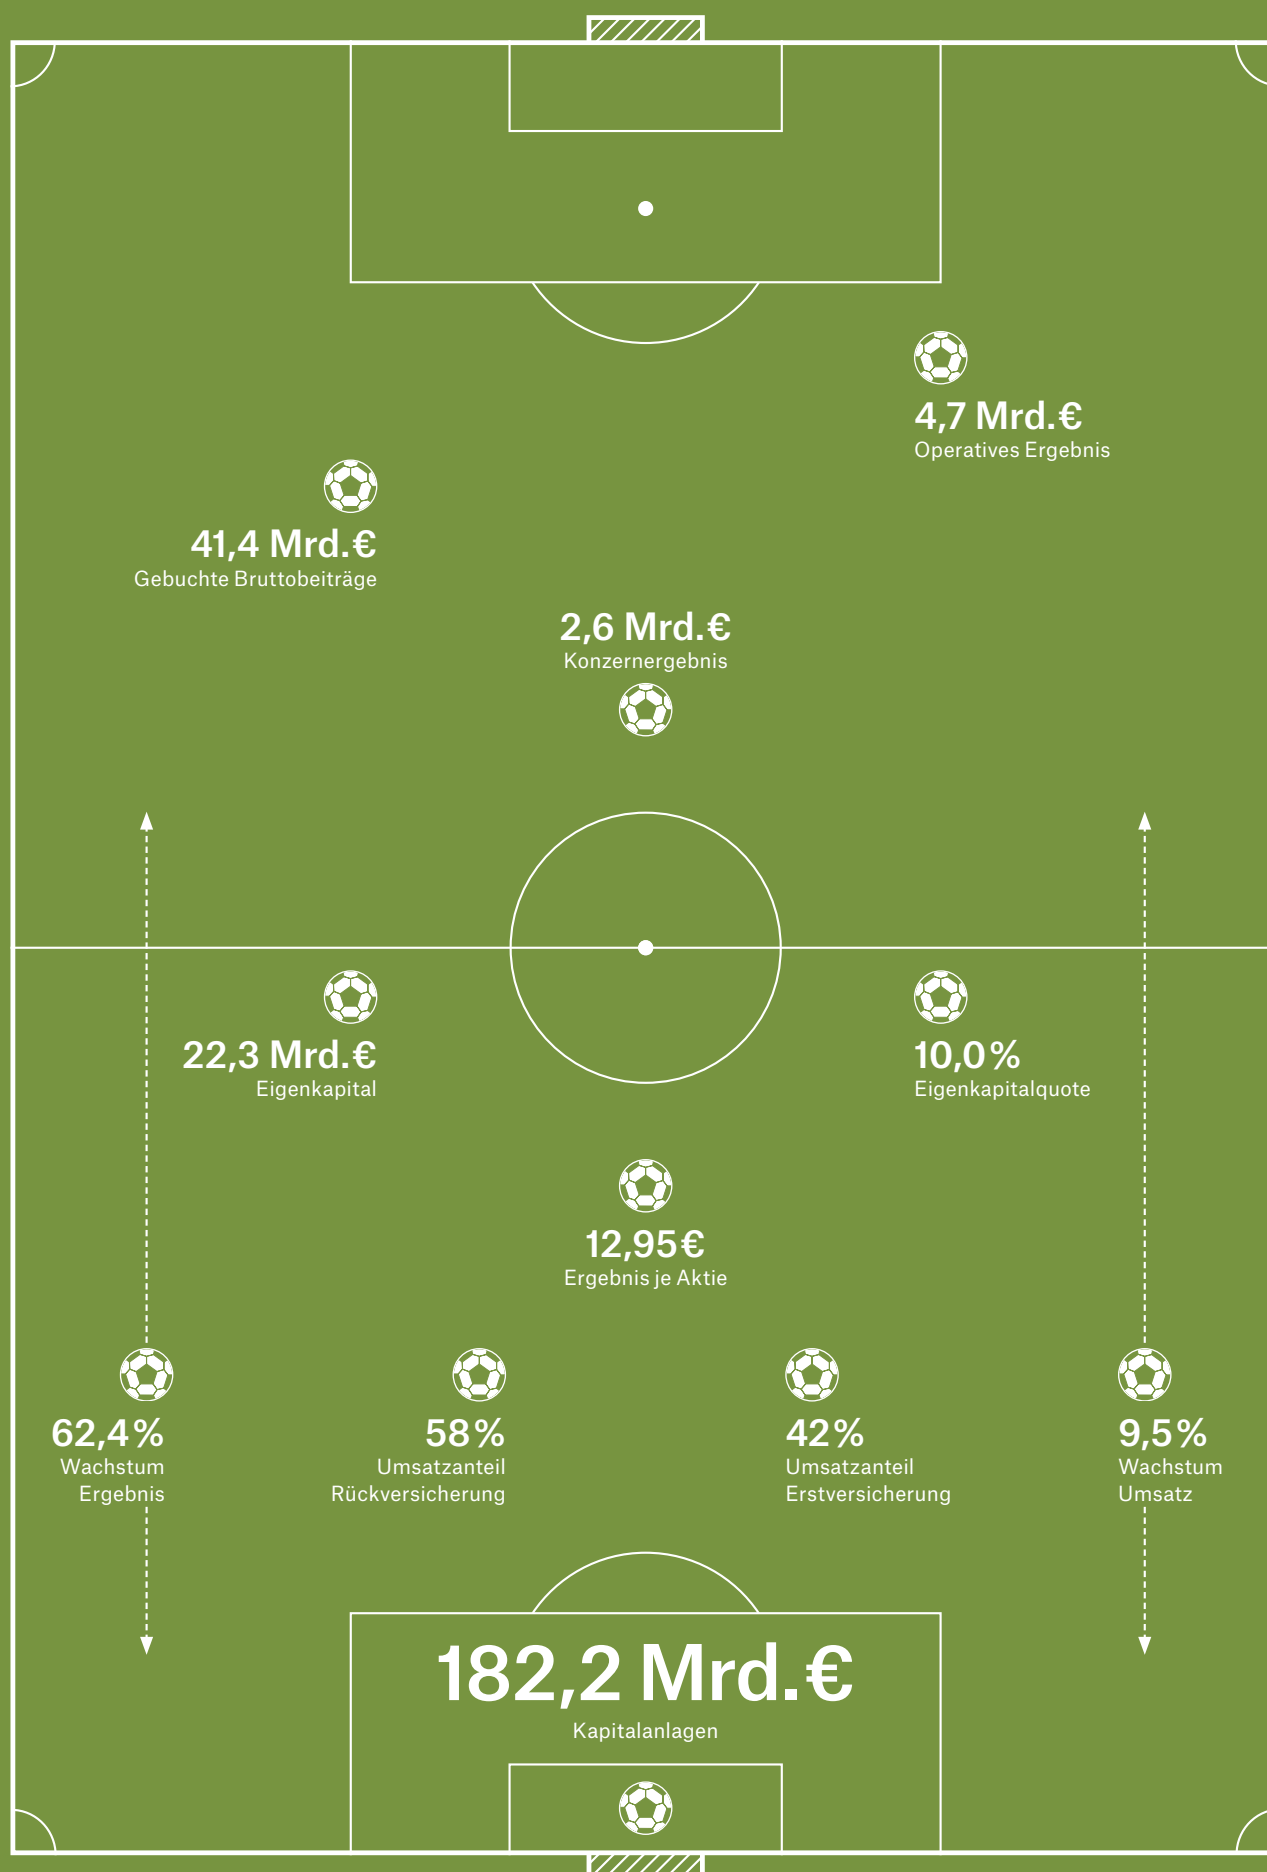 4,7 Mrd.€
Operatives Ergebnis
41,4 Mrd.€
Gebuchte Bruttobeiträge
2,6 Mrd.€
Konzernergebnis
22,3 Mrd.€
Eigenkapital
10,0%
Eigenkapitalquote
12,95€
Ergebnis je Aktie
62,4%
Wachstum
Ergebnis
58%
Umsatzanteil
Rückversicherung
42%
Umsatzanteil
Erstversicherung
9,5%
Wachstum
Umsatz
182,2 Mrd.€
Kapitalanlagen